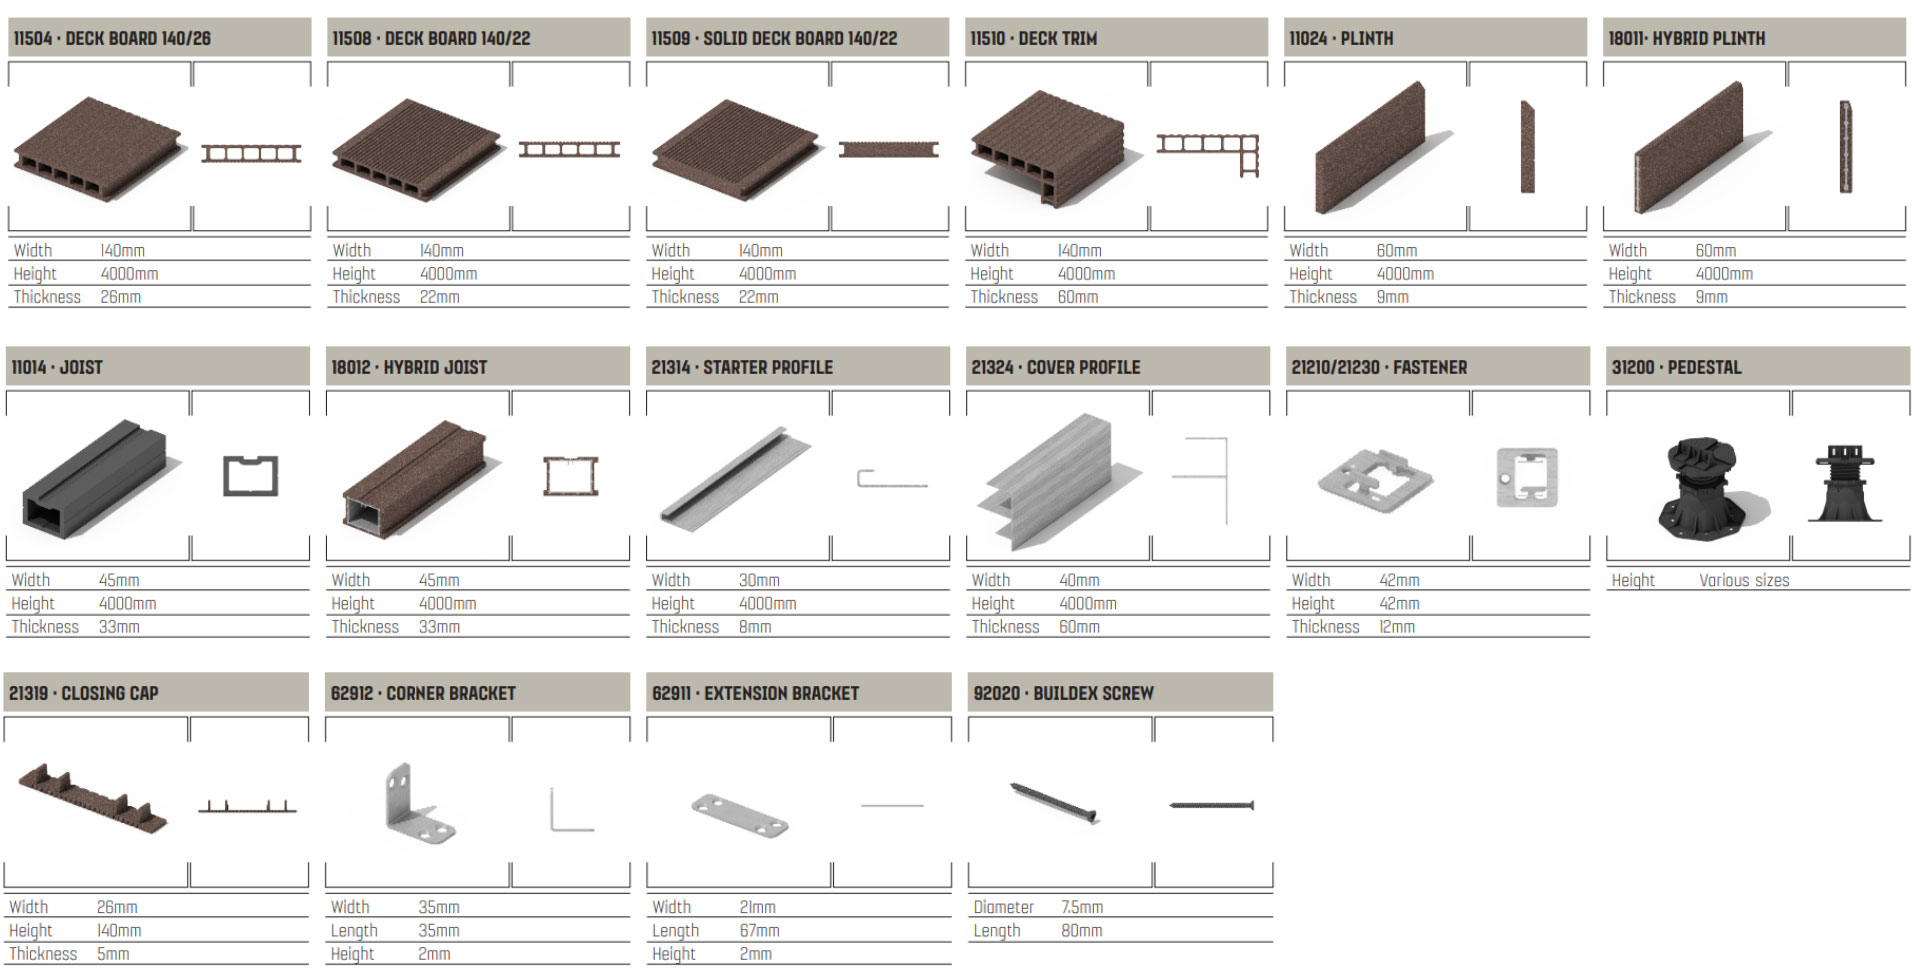 11504 · DECK BOARD 140/26
Width 140mm
Height 4000mm
Thickness 26mm
11508 · DECK BOARD 140/22
Width 140mm
Height 4000mm
Thickness 22mm
11509 · SOLID DECK BOARD 140/22
Width 140mm
Height 4000mm
Thickness 22mm
11510 · DECK TRIM
Width 140mm
Height 4000mm
Thickness 60mm
11024 · PLINTH
Width 60mm
Height 4000mm
Thickness 9mm
18011· HYBRID PLINTH
Width 60mm
Height 4000mm
Thickness 9mm
11014 · JOIST
Width 45mm
Height 4000mm
Thickness 33mm
18012 · HYBRID JOIST
Width 45mm
Height 4000mm
Thickness 33mm
21314 · STARTER PROFILE
Width 30mm
Height 4000mm
Thickness 8mm
21324 · COVER PROFILE
Width 40mm
Height 4000mm
Thickness 60mm
21210/21230 · FASTENER
Width 42mm
Height 42mm
Thickness 12mm
31200 · PEDESTAL
Height Various sizes
21319 · CLOSING CAP
Width 26mm
Height 140mm
Thickness 5mm
62912 · CORNER BRACKET
Width 35mm
Length 35mm
Height 2mm
62911 · EXTENSION BRACKET
Width 21mm
Length 67mm
Height 2mm
92020 · BUILDEX SCREW
Diameter 7.5mm
Length 80mm